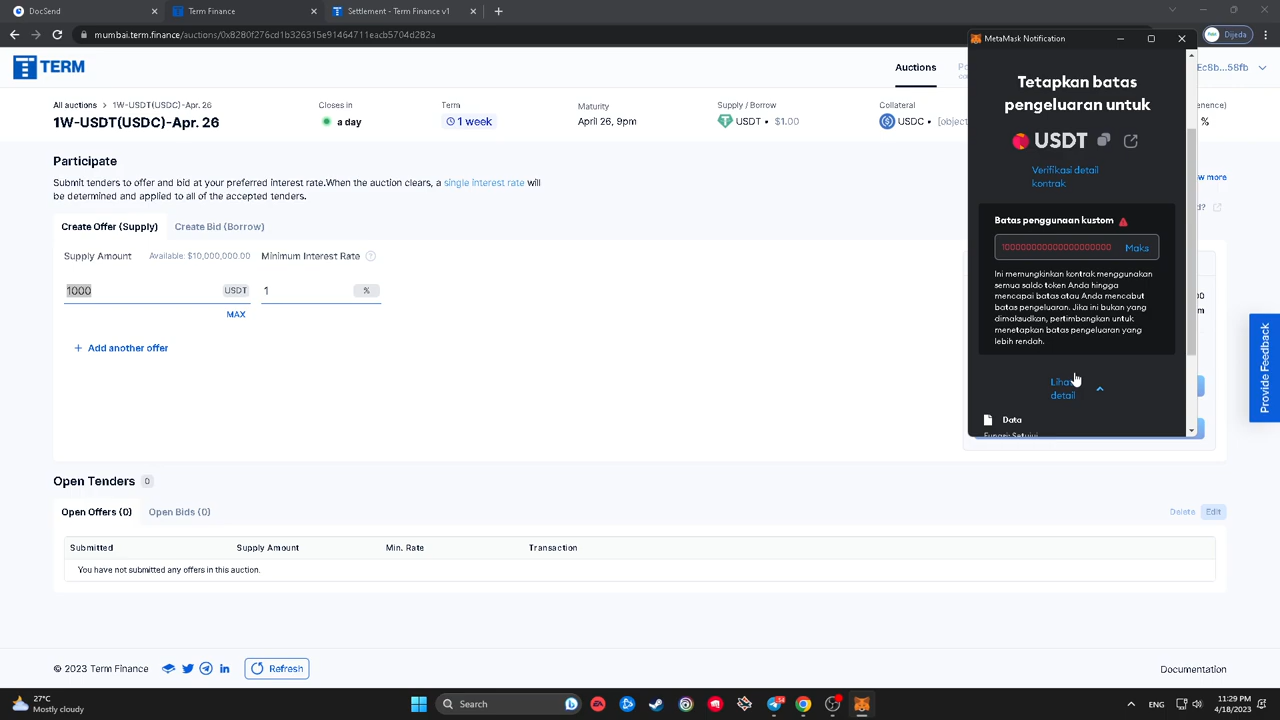 DocSend
Term Finance
Settlement - Term Finance v1
mumbai.term.finance/auctions/0x8280f276cd1b326315e91464711eacb5704d282a
Dijeda
MetaMask Notification
TERM
Auctions
Ec8b...58fb
All auctions > 1W-USDT(USDC)-Apr. 26
1W-USDT(USDC)-Apr. 26
Closes in
a day
Term
1 week
Maturity
April 26, 9pm
Supply / Borrow
USDT • $1.00
Collateral
USDC • [object
%
Participate
Submit tenders to offer and bid at your preferred interest rate.When the auction clears, a single interest rate will
be determined and applied to all of the accepted tenders.
Create Offer (Supply)
Create Bid (Borrow)
Supply Amount
Available: $10,000,000.00
Minimum Interest Rate
1000
USDT
1
%
MAX
+ Add another offer
Tetapkan batas
pengeluaran untuk
USDT
Verifikasi detail
kontrak
Batas penggunaan kustom
Maks
Ini memungkinkan kontrak menggunakan
semua saldo token Anda hingga
mencapai batas atau Anda mencabut
batas pengeluaran. Jika ini bukan yang
dimaksudkan, pertimbangkan untuk
menetapkan batas pengeluaran yang
lebih rendah.
detail
Data
Fungsi: Setujui
Provide Feedback
Open Tenders 0
Open Offers (0)
Open Bids (0)
Delete
Edit
Submitted
Supply Amount
Min. Rate
Transaction
You have not submitted any offers in this auction.
© 2023 Term Finance
Refresh
Documentation
27°C
Mostly cloudy
Search
ENG
11:29 PM
4/18/2023